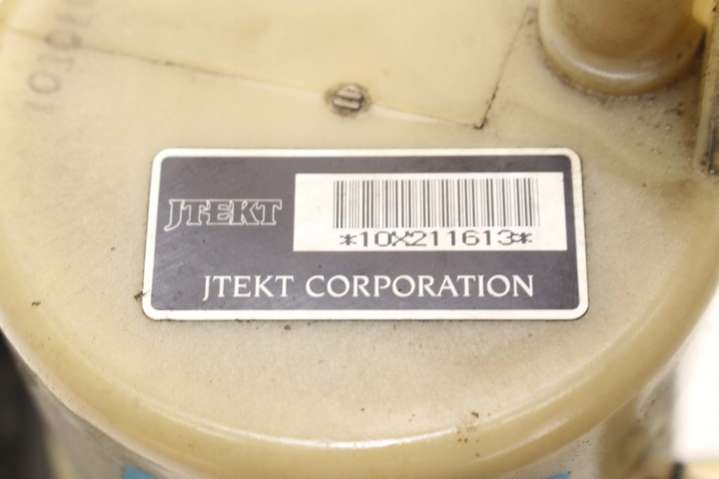 JTEKT
*10X211613*
JTEKT CORPORATION